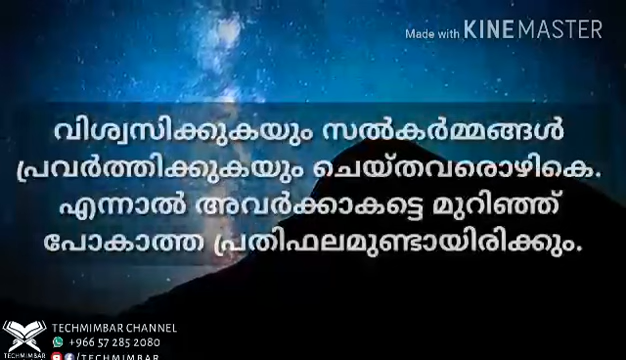 Made with KINEMASTER
വിശ്വസിക്കുകയും സൽകർമ്മങ്ങൾ
പ്രവർത്തിക്കുകയും ചെയ്തവരൊഴികെ.
എന്നാൽ അവർക്കാകട്ടെ മുറിഞ്ഞ്
പോകാത്ത പ്രതിഫലമുണ്ടായിരിക്കും.
TECHMIMBAR CHANNEL
+966 57 285 2080
TECHMIMBAR
/TECHMIMBAR